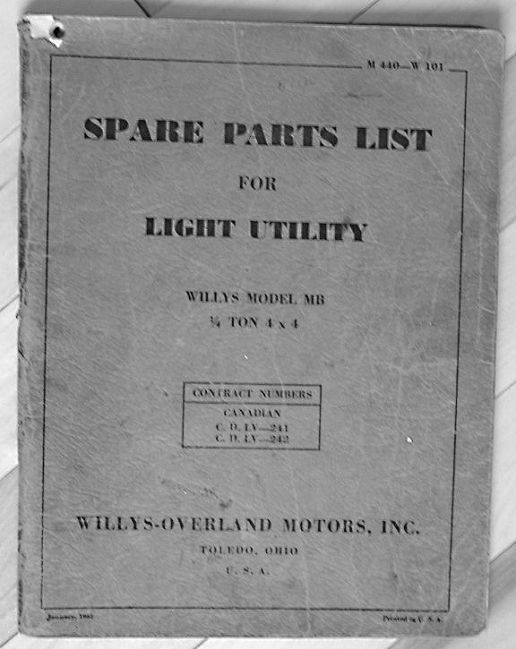 M 440—W 101
SPARE PARTS LIST
FOR
LIGHT UTILITY
WILLYS MODEL MB
¼ TON 4 x 4
CONTRACT NUMBERS
CANADIAN
C. D. LV—241
C. D. LV—242
WILLYS-OVERLAND MOTORS, INC.
TOLEDO, OHIO
U. S. A.
January,
Printed in U. S. A.